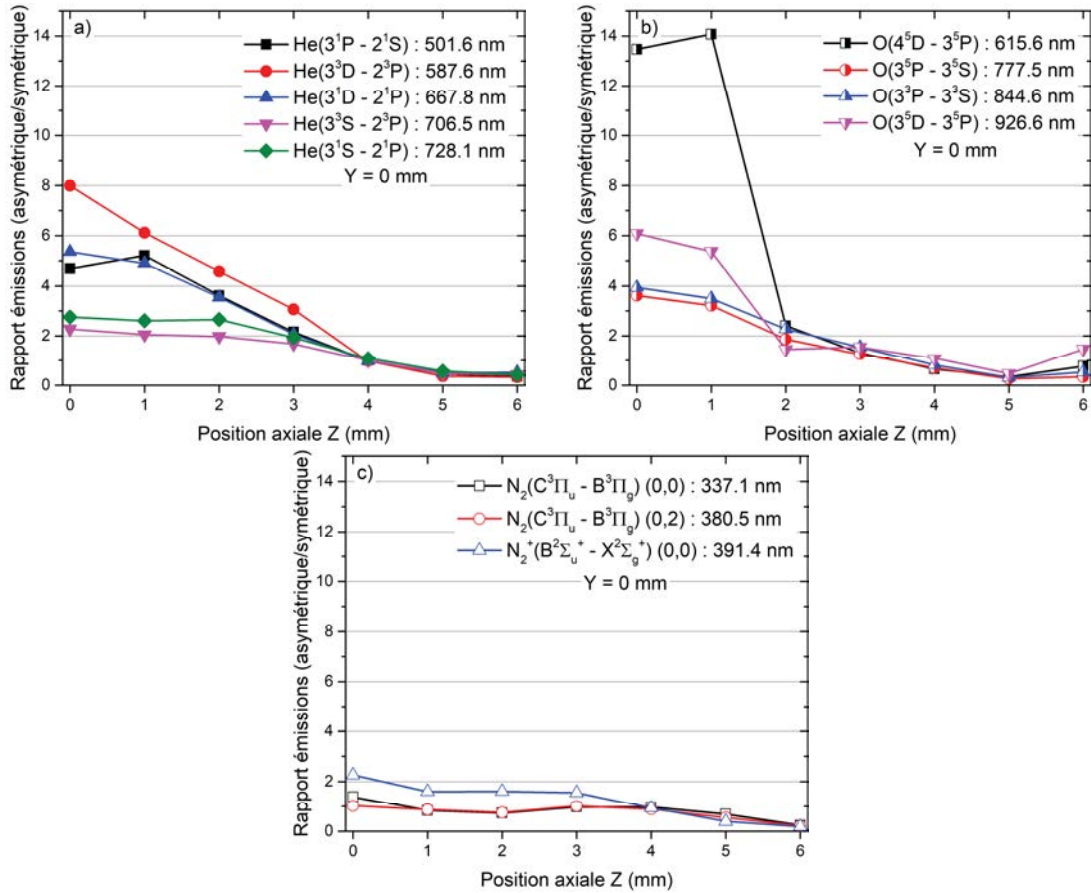 a)
14
12
10
8
6
4
2
0
Rapport émissions (asymétrique/symétrique)
He(3¹P - 2¹S) : 501.6 nm
He(3³D - 2³P) : 587.6 nm
He(3¹D - 2¹P) : 667.8 nm
He(3³S - 2³P) : 706.5 nm
He(3¹S - 2¹P) : 728.1 nm
Y = 0 mm
0 1 2 3 4 5 6
Position axiale Z (mm)
b)
14
12
10
8
6
4
2
0
Rapport émissions (asymétrique/symétrique)
O(4⁵D - 3⁵P) : 615.6 nm
O(3⁵P - 3⁵S) : 777.5 nm
O(3³P - 3³S) : 844.6 nm
O(3⁵D - 3⁵P) : 926.6 nm
Y = 0 mm
0 1 2 3 4 5 6
Position axiale Z (mm)
c)
14
12
10
8
6
4
2
0
Rapport émissions (asymétrique/symétrique)
N₂(C³Πᵤ - B³Π_g) (0,0) : 337.1 nm
N₂(C³Πᵤ - B³Π_g) (0,2) : 380.5 nm
N₂⁺(B²Σᵤ⁺ - X²Σ_g⁺) (0,0) : 391.4 nm
Y = 0 mm
0 1 2 3 4 5 6
Position axiale Z (mm)